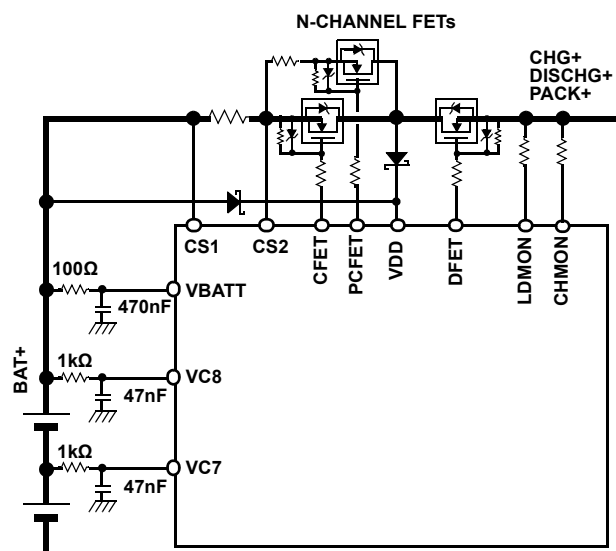 N-CHANNEL FETs
CHG+
DISCHG+
PACK+
CS1
CS2
CFET
PCFET
VDD
DFET
LDMON
CHMON
100Ω
470nF
VBATT
BAT+
1kΩ
47nF
VC8
1kΩ
47nF
VC7